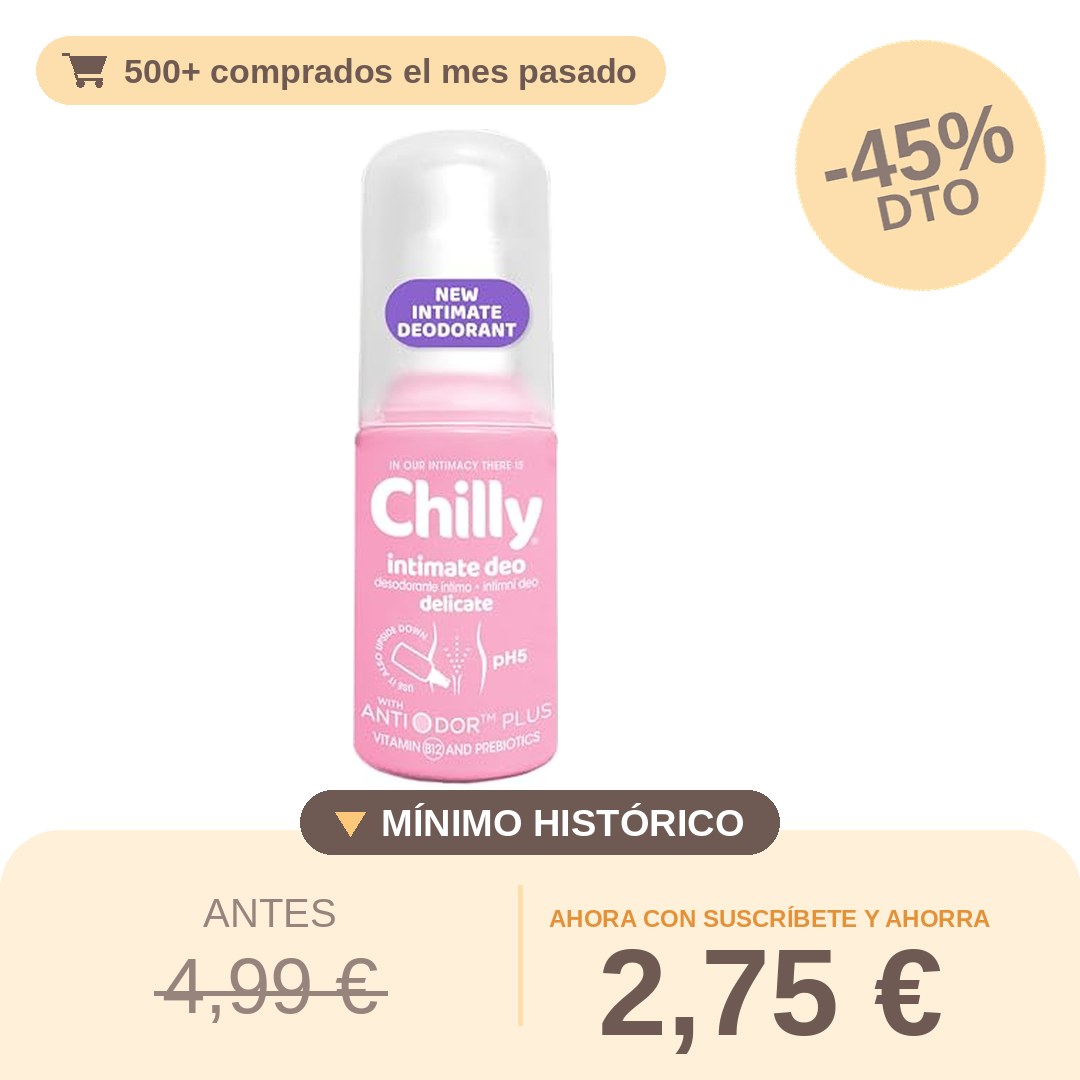 500+ comprados el mes pasado
-45%
DTO
NEW
INTIMATE
DEODORANT
IN OUR INTIMACY THERE IS
Chilly
intimate deo
desodorante íntimo - intimní deo
delicate
USE IT ALSO UPSIDE DOWN
pH5
WITH
ANTI ODOR™ PLUS
VITAMIN B12 AND PREBIOTICS
MÍNIMO HISTÓRICO
ANTES
4,99 €
AHORA CON SUSCRÍBETE Y AHORRA
2,75 €